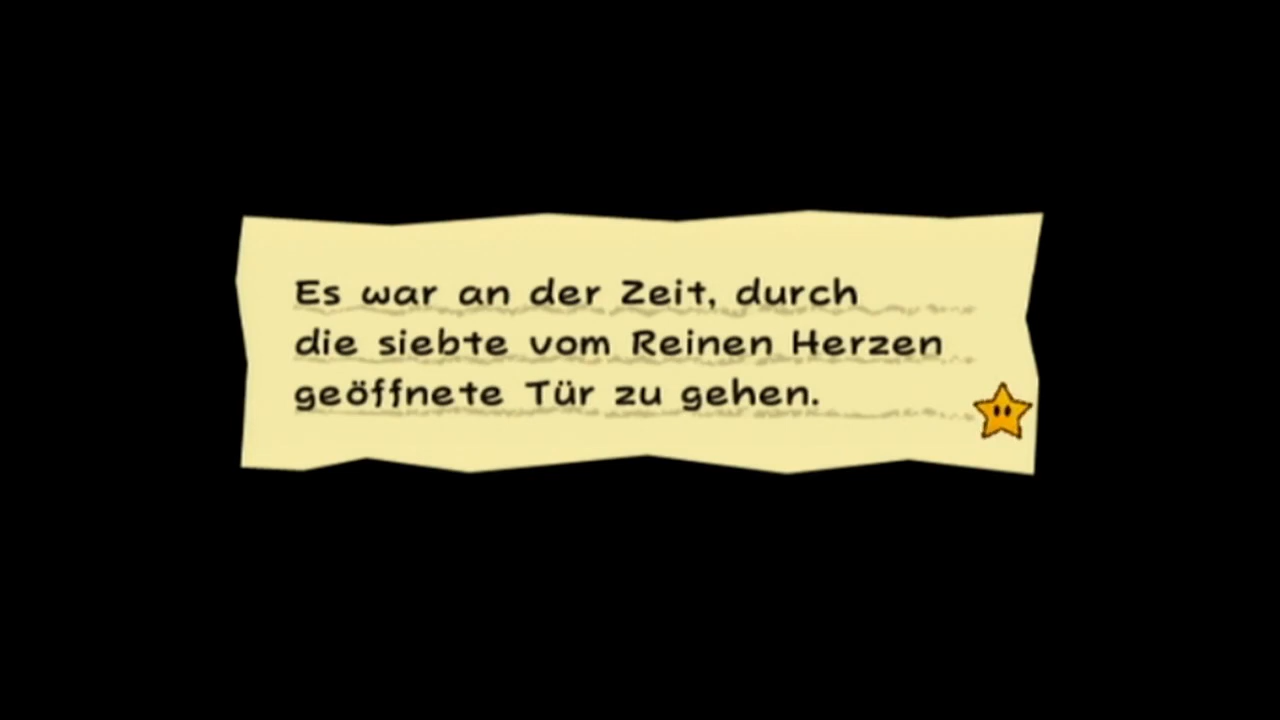 Es war an der Zeit, durch
die siebte vom Reinen Herzen
geöffnete Tür zu gehen.